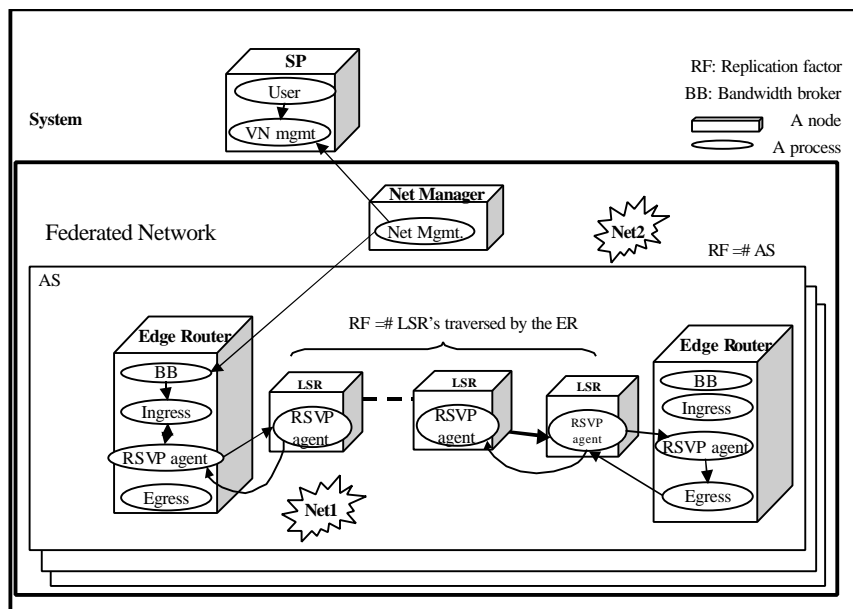 SP
User
VN mgmt
System
RF: Replication factor
BB: Bandwidth broker
A node
A process
Net Manager
Net Mgmt.
Federated Network
Net2
RF =# AS
AS
RF =# LSR's traversed by the ER
Edge Router
BB
Ingress
RSVP agent
Egress
LSR
RSVP
agent
LSR
RSVP
agent
LSR
RSVP
agent
Edge Router
BB
Ingress
RSVP agent
Egress
Net1